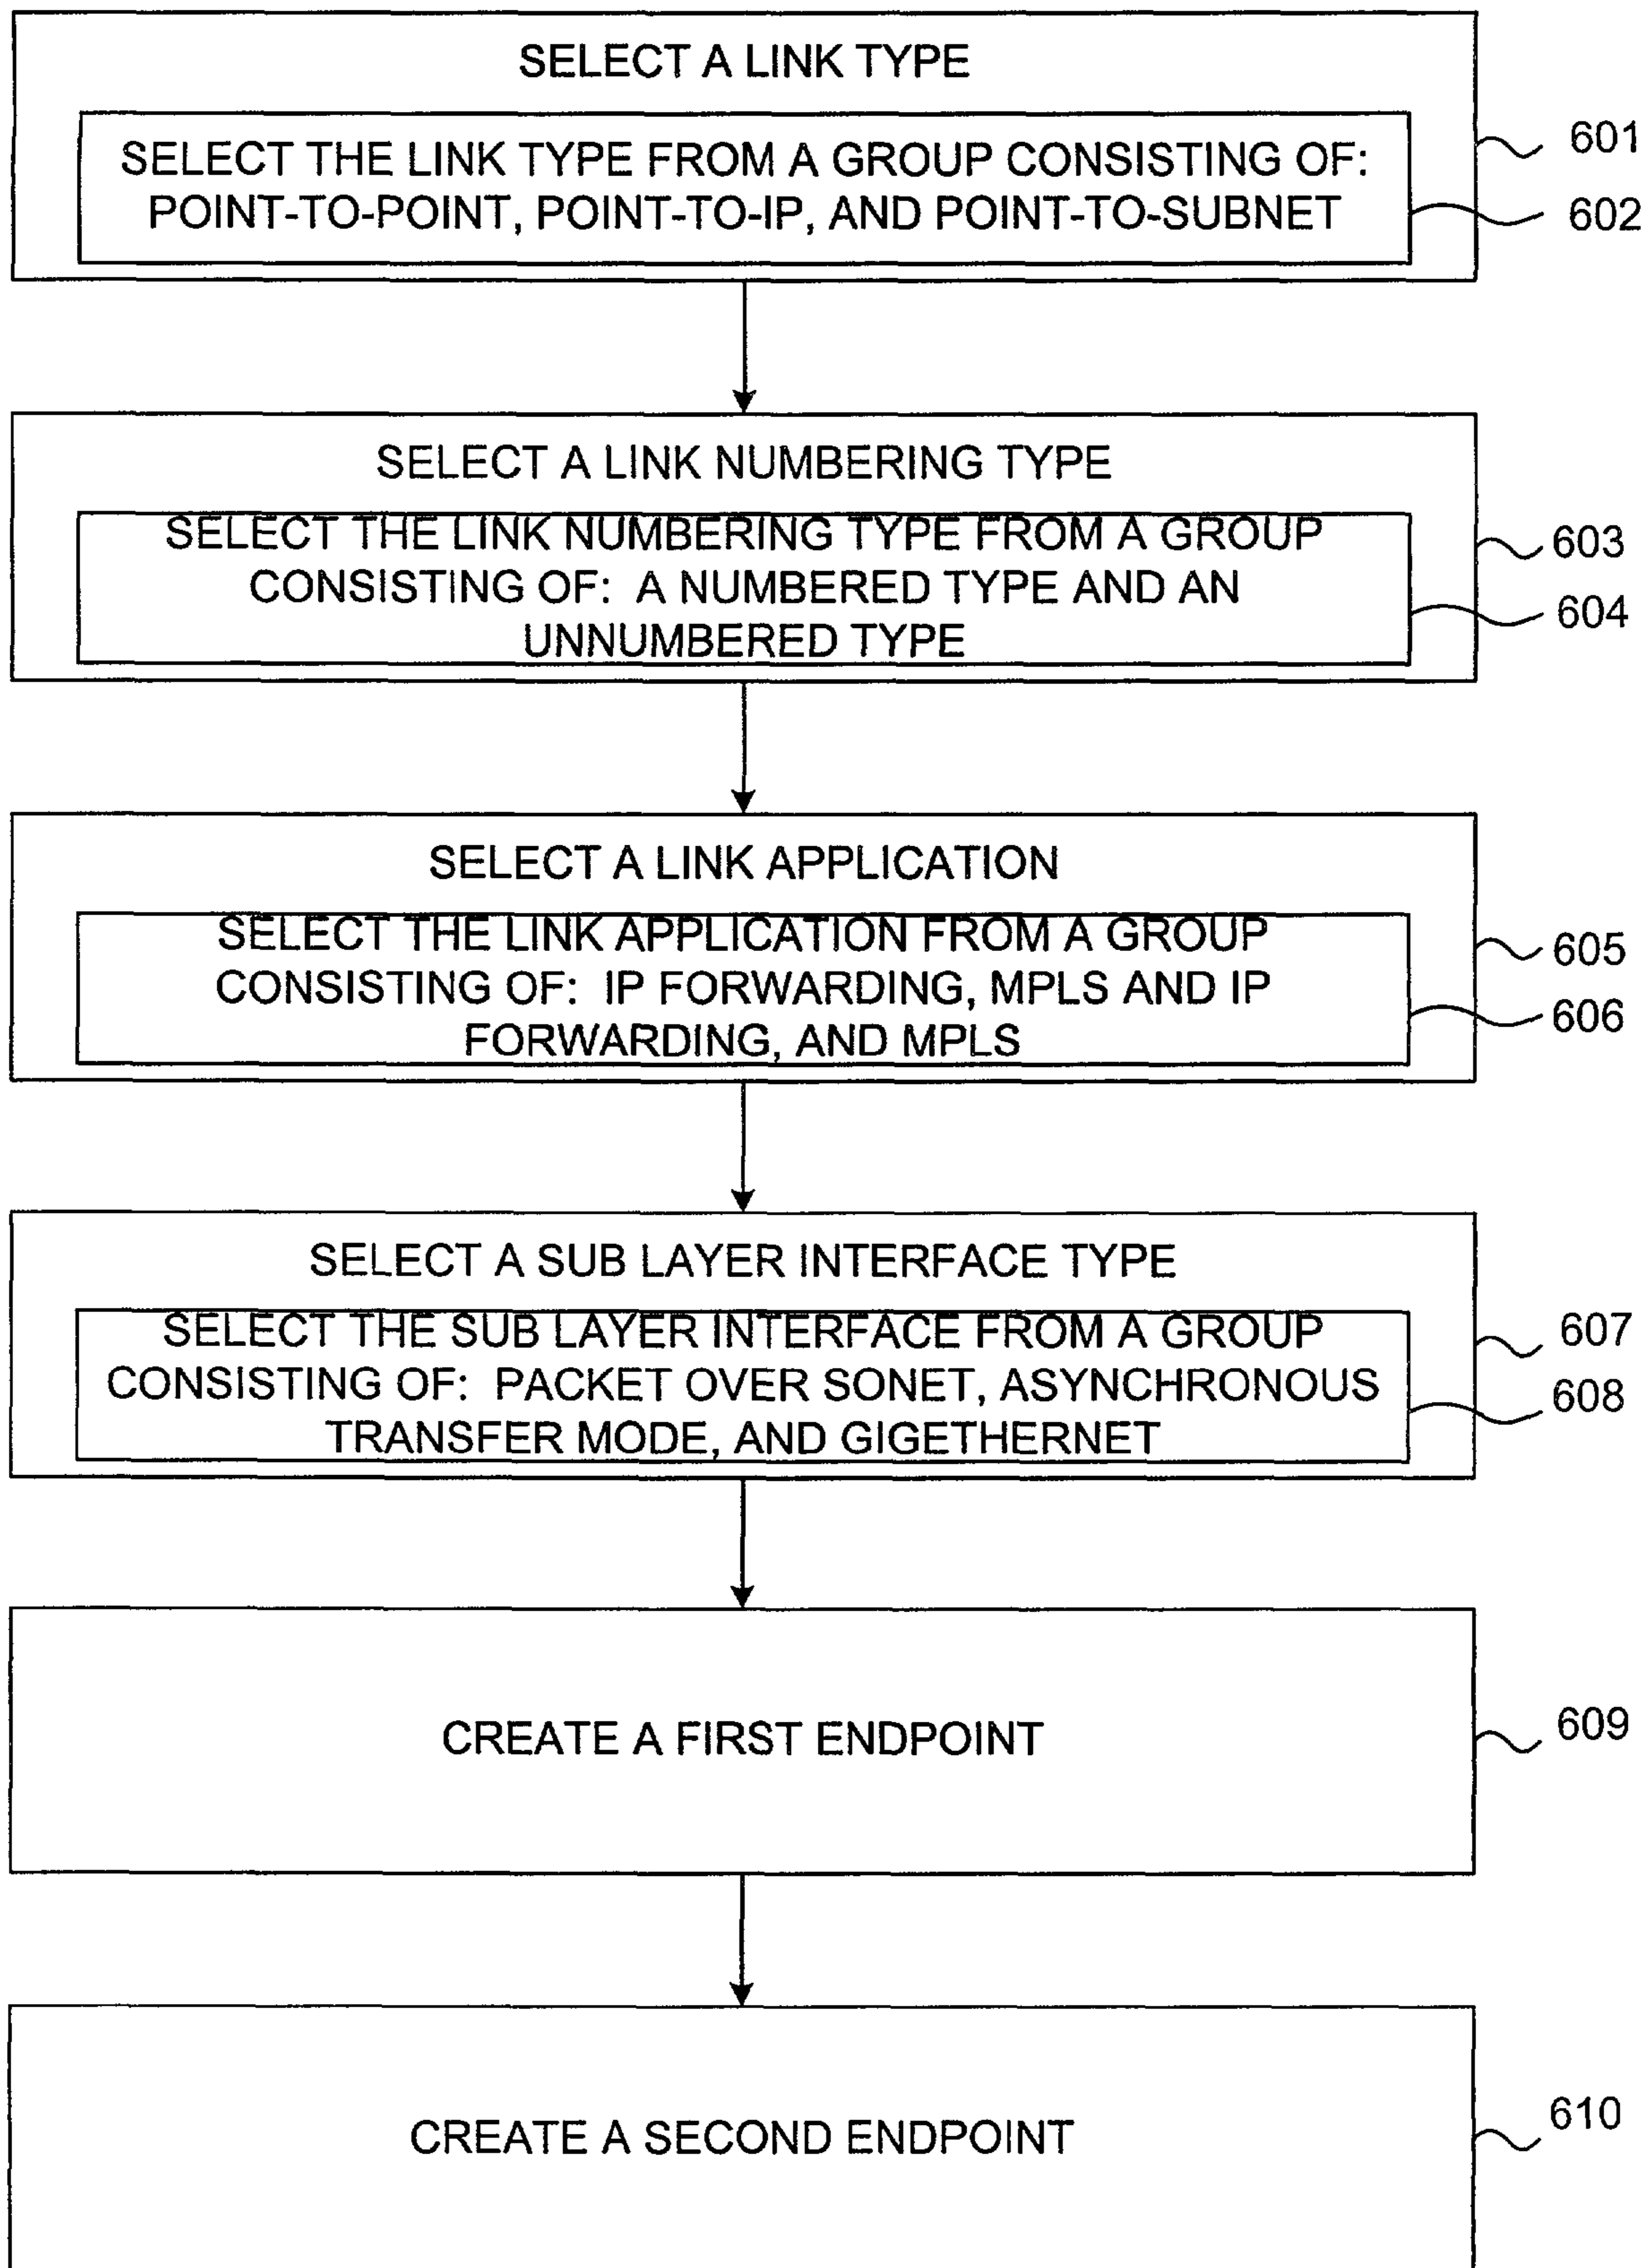 SELECT A LINK TYPE
SELECT THE LINK TYPE FROM A GROUP CONSISTING OF:
POINT-TO-POINT, POINT-TO-IP, AND POINT-TO-SUBNET
601
602
SELECT A LINK NUMBERING TYPE
SELECT THE LINK NUMBERING TYPE FROM A GROUP
CONSISTING OF: A NUMBERED TYPE AND AN
UNNUMBERED TYPE
603
604
SELECT A LINK APPLICATION
SELECT THE LINK APPLICATION FROM A GROUP
CONSISTING OF: IP FORWARDING, MPLS AND IP
FORWARDING, AND MPLS
605
606
SELECT A SUB LAYER INTERFACE TYPE
SELECT THE SUB LAYER INTERFACE FROM A GROUP
CONSISTING OF: PACKET OVER SONET, ASYNCHRONOUS
TRANSFER MODE, AND GIGETHERNET
607
608
CREATE A FIRST ENDPOINT
609
CREATE A SECOND ENDPOINT
610